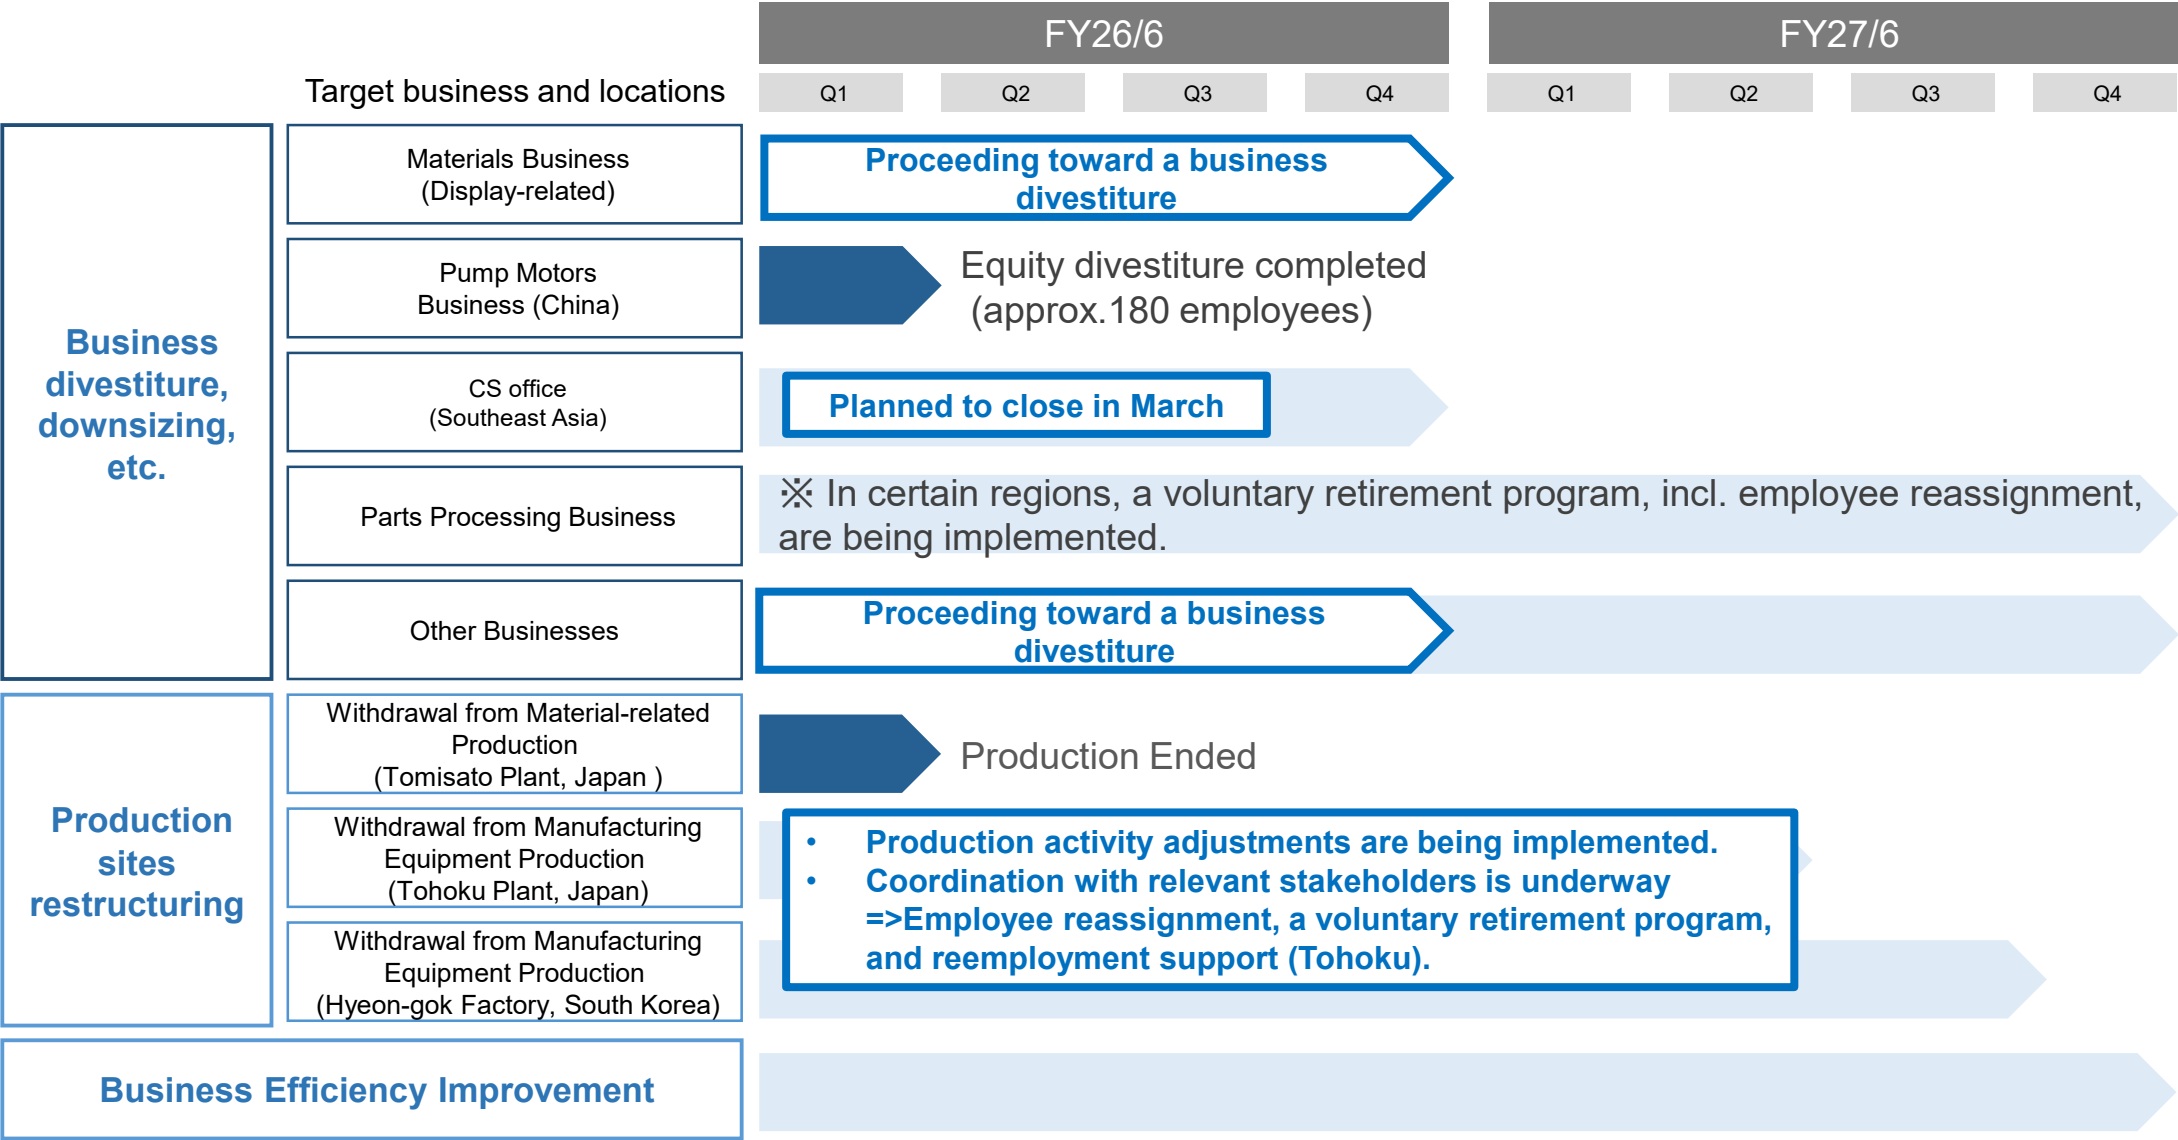 FY26/6
FY27/6
Target business and locations
Q1
Q2
Q3
Q4
Q1
Q2
Q3
Q4
Business
divestiture,
downsizing,
etc.
Materials Business
(Display-related)
Proceeding toward a business
divestiture
Pump Motors
Business (China)
Equity divestiture completed
(approx.180 employees)
CS office
(Southeast Asia)
Planned to close in March
Parts Processing Business
※ In certain regions, a voluntary retirement program, incl. employee reassignment,
are being implemented.
Other Businesses
Proceeding toward a business
divestiture
Production
sites
restructuring
Withdrawal from Material-related
Production
(Tomisato Plant, Japan )
Production Ended
Withdrawal from Manufacturing
Equipment Production
(Tohoku Plant, Japan)
• Production activity adjustments are being implemented.
• Coordination with relevant stakeholders is underway
=>Employee reassignment, a voluntary retirement program,
and reemployment support (Tohoku).
Withdrawal from Manufacturing
Equipment Production
(Hyeon-gok Factory, South Korea)
Business Efficiency Improvement